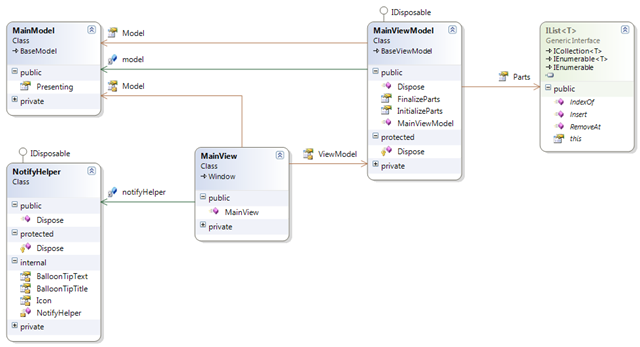 IDisposable
MainModel
Class
BaseModel
public
Presenting
private
Model
model
Model
MainViewModel
Class
BaseViewModel
public
Dispose
FinalizeParts
InitializeParts
MainViewModel
protected
Dispose
private
Parts
IList<T>
Generic Interface
ICollection<T>
IEnumerable<T>
IEnumerable
public
IndexOf
Insert
RemoveAt
this
IDisposable
NotifyHelper
Class
public
Dispose
protected
Dispose
internal
BalloonTipText
BalloonTipTitle
Icon
NotifyHelper
private
notifyHelper
MainView
Class
Window
public
MainView
private
ViewModel